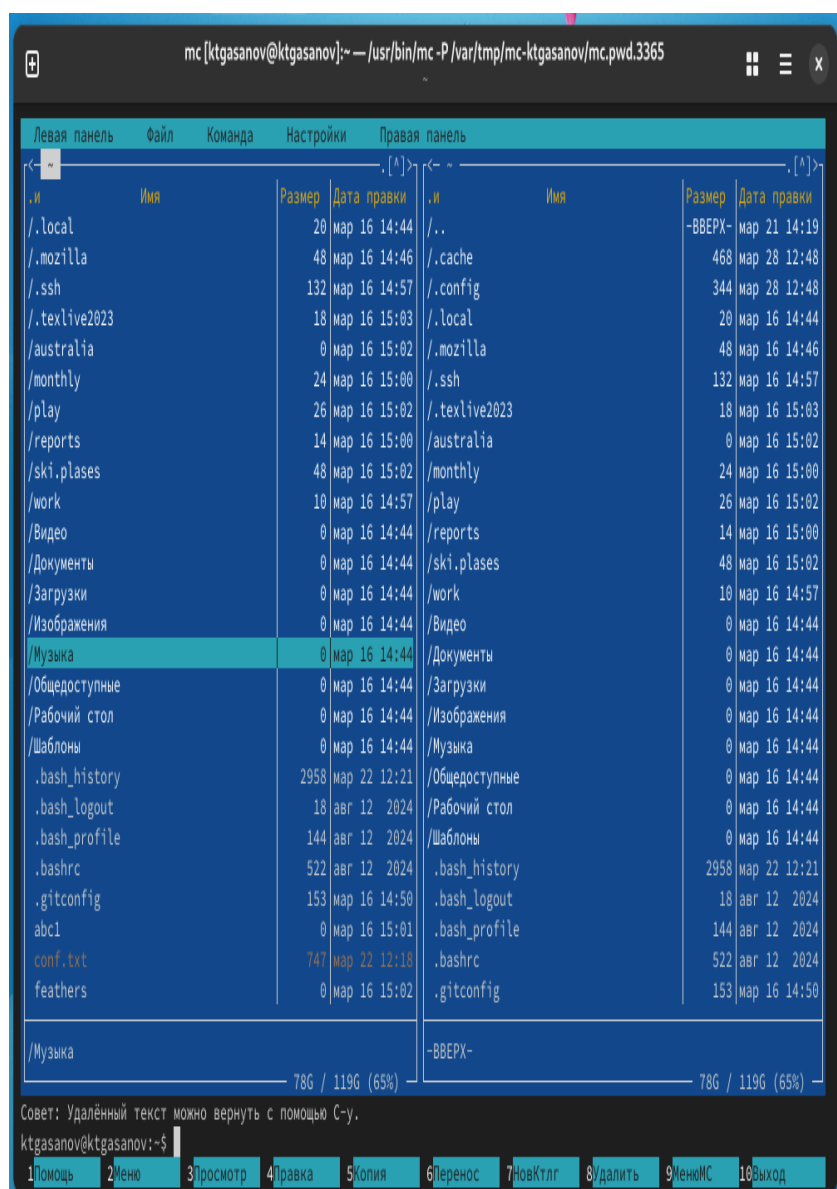 mc [ktgasanov@ktgasanov]:~ — /usr/bin/mc -P /var/tmp/mc-ktgasanov/mc.pwd.3365
~
Левая панель Файл Команда Настройки Правая панель
<— ~ .[^]> <— ~ .[^]>
.и Имя Размер Дата правки .и Имя Размер Дата правки
/.local 20 мар 16 14:44 /.. -ВВЕРХ- мар 21 14:19
/.mozilla 48 мар 16 14:46 /.cache 468 мар 28 12:48
/.ssh 132 мар 16 14:57 /.config 344 мар 28 12:48
/.texlive2023 18 мар 16 15:03 /.local 20 мар 16 14:44
/australia 0 мар 16 15:02 /.mozilla 48 мар 16 14:46
/monthly 24 мар 16 15:00 /.ssh 132 мар 16 14:57
/play 26 мар 16 15:02 /.texlive2023 18 мар 16 15:03
/reports 14 мар 16 15:00 /australia 0 мар 16 15:02
/ski.plases 48 мар 16 15:02 /monthly 24 мар 16 15:00
/work 10 мар 16 14:57 /play 26 мар 16 15:02
/Видео 0 мар 16 14:44 /reports 14 мар 16 15:00
/Документы 0 мар 16 14:44 /ski.plases 48 мар 16 15:02
/Загрузки 0 мар 16 14:44 /work 10 мар 16 14:57
/Изображения 0 мар 16 14:44 /Видео 0 мар 16 14:44
/Музыка 0 мар 16 14:44 /Документы 0 мар 16 14:44
/Общедоступные 0 мар 16 14:44 /Загрузки 0 мар 16 14:44
/Рабочий стол 0 мар 16 14:44 /Изображения 0 мар 16 14:44
/Шаблоны 0 мар 16 14:44 /Музыка 0 мар 16 14:44
.bash_history 2958 мар 22 12:21 /Общедоступные 0 мар 16 14:44
.bash_logout 18 авг 12 2024 /Рабочий стол 0 мар 16 14:44
.bash_profile 144 авг 12 2024 /Шаблоны 0 мар 16 14:44
.bashrc 522 авг 12 2024 .bash_history 2958 мар 22 12:21
.gitconfig 153 мар 16 14:50 .bash_logout 18 авг 12 2024
abc1 0 мар 16 15:01 .bash_profile 144 авг 12 2024
conf.txt 747 мар 22 12:18 .bashrc 522 авг 12 2024
feathers 0 мар 16 15:02 .gitconfig 153 мар 16 14:50
/Музыка -ВВЕРХ-
78G / 119G (65%) 78G / 119G (65%)
Совет: Удалённый текст можно вернуть с помощью C-y.
ktgasanov@ktgasanov:~$
1Помощь 2Меню 3Просмотр 4Правка 5Копия 6Перенос 7НовКтлг 8Удалить 9МенюMC 10Выход